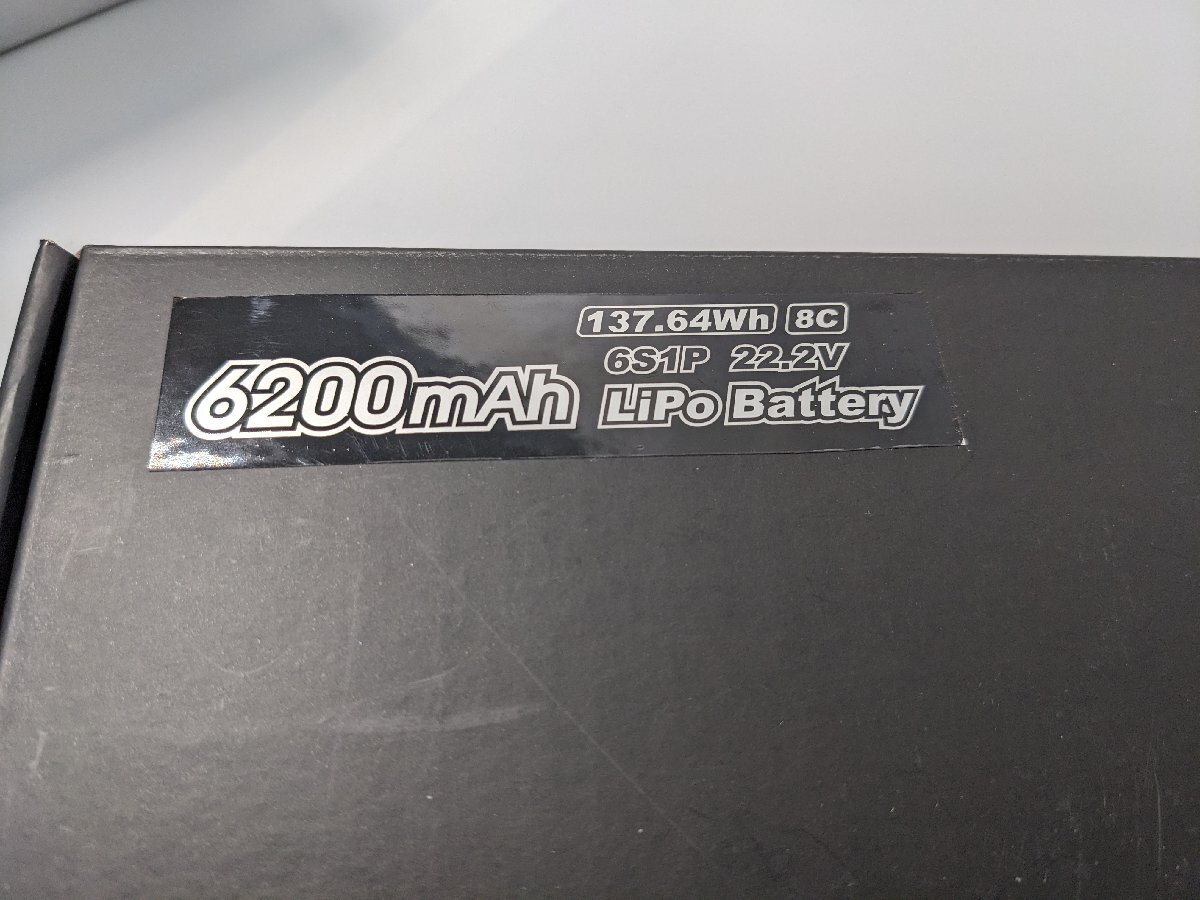 137.64Wh 8C
6S1P 22.2V
6200mAh LiPo Battery